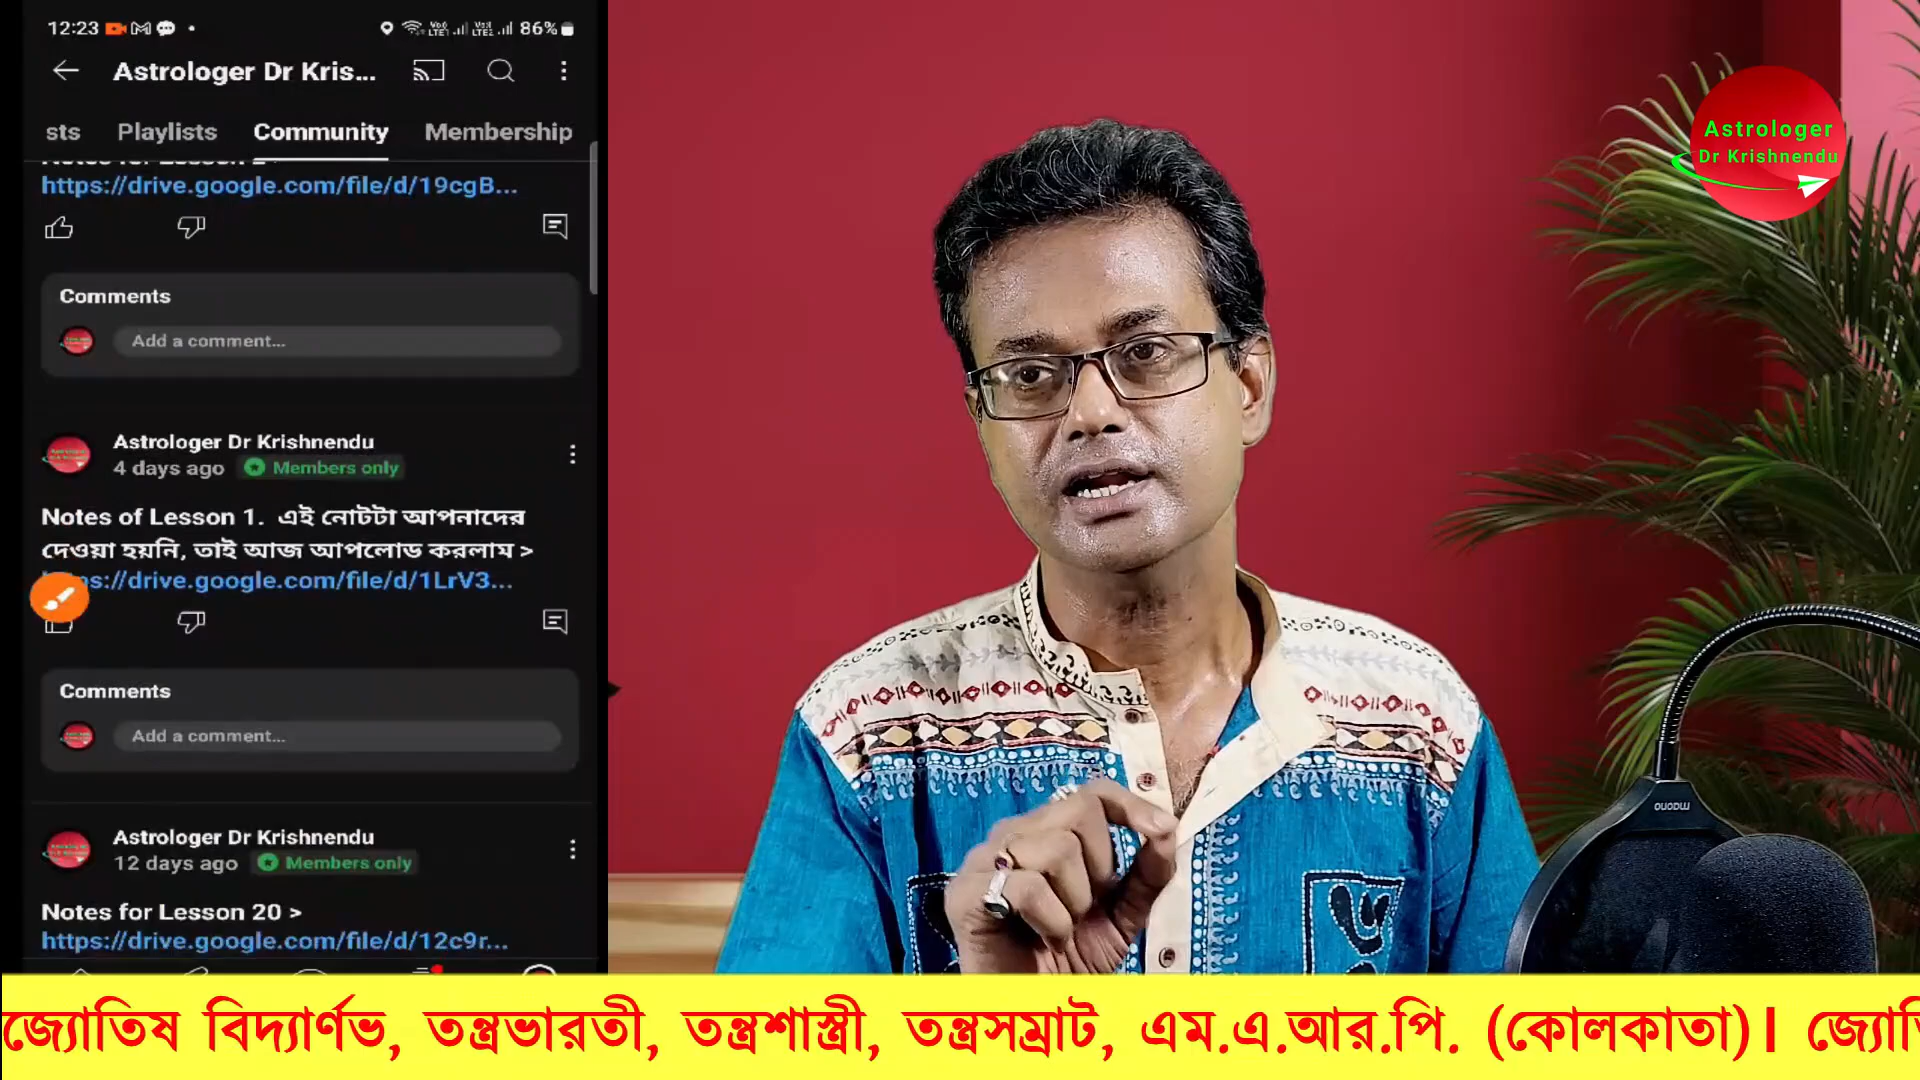 12:23
86%
Astrologer Dr Kris...
sts Playlists Community Membership
https://drive.google.com/file/d/19cgB...
Comments
Add a comment...
Astrologer Dr Krishnendu
4 days ago Members only
Notes of Lesson 1. এই নোটটা আপনাদের
দেওয়া হয়নি, তাই আজ আপলোড করলাম >
s://drive.google.com/file/d/1LrV3...
Comments
Add a comment...
Astrologer Dr Krishnendu
12 days ago Members only
Notes for Lesson 20 >
https://drive.google.com/file/d/12c9r...
Astrologer
Dr Krishnendu
maono
জ্যোতিষ বিদ্যার্ণভ, তন্ত্রভারতী, তন্ত্রশাস্ত্রী, তন্ত্রসম্রাট, এম.এ.আর.পি. (কোলকাতা)। জ্যোতি